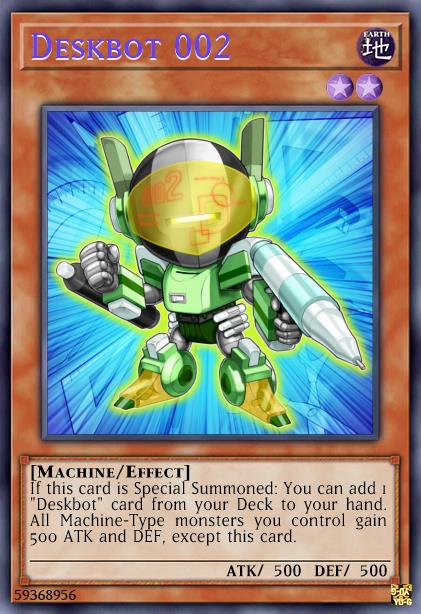 Deskbot 002
EARTH
地
002
[Machine/Effect]
If this card is Special Summoned: You can add 1
"Deskbot" card from your Deck to your hand.
All Machine-Type monsters you control gain
500 ATK and DEF, except this card.
ATK/ 500 DEF/ 500
59368956